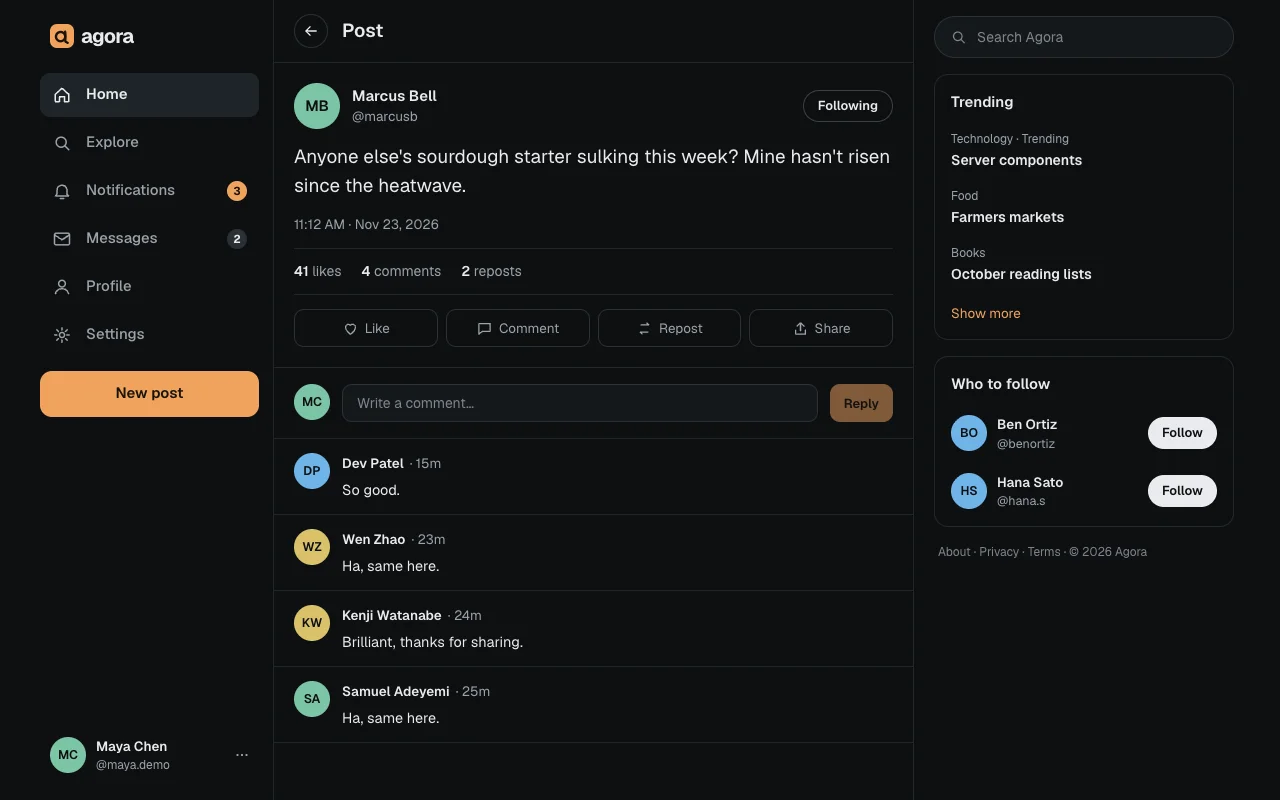 agora
Home
Explore
Notifications 3
Messages 2
Profile
Settings
New post
MC Maya Chen
@maya.demo
Post
MB Marcus Bell
@marcusb
Following
Anyone else's sourdough starter sulking this week? Mine hasn't risen
since the heatwave.
11:12 AM · Nov 23, 2026
41 likes 4 comments 2 reposts
Like Comment Repost Share
MC Write a comment... Reply
DP Dev Patel · 15m
So good.
WZ Wen Zhao · 23m
Ha, same here.
KW Kenji Watanabe · 24m
Brilliant, thanks for sharing.
SA Samuel Adeyemi · 25m
Ha, same here.
Search Agora
Trending
Technology · Trending
Server components
Food
Farmers markets
Books
October reading lists
Show more
Who to follow
BO Ben Ortiz
@benortiz
Follow
HS Hana Sato
@hana.s
Follow
About · Privacy · Terms · © 2026 Agora